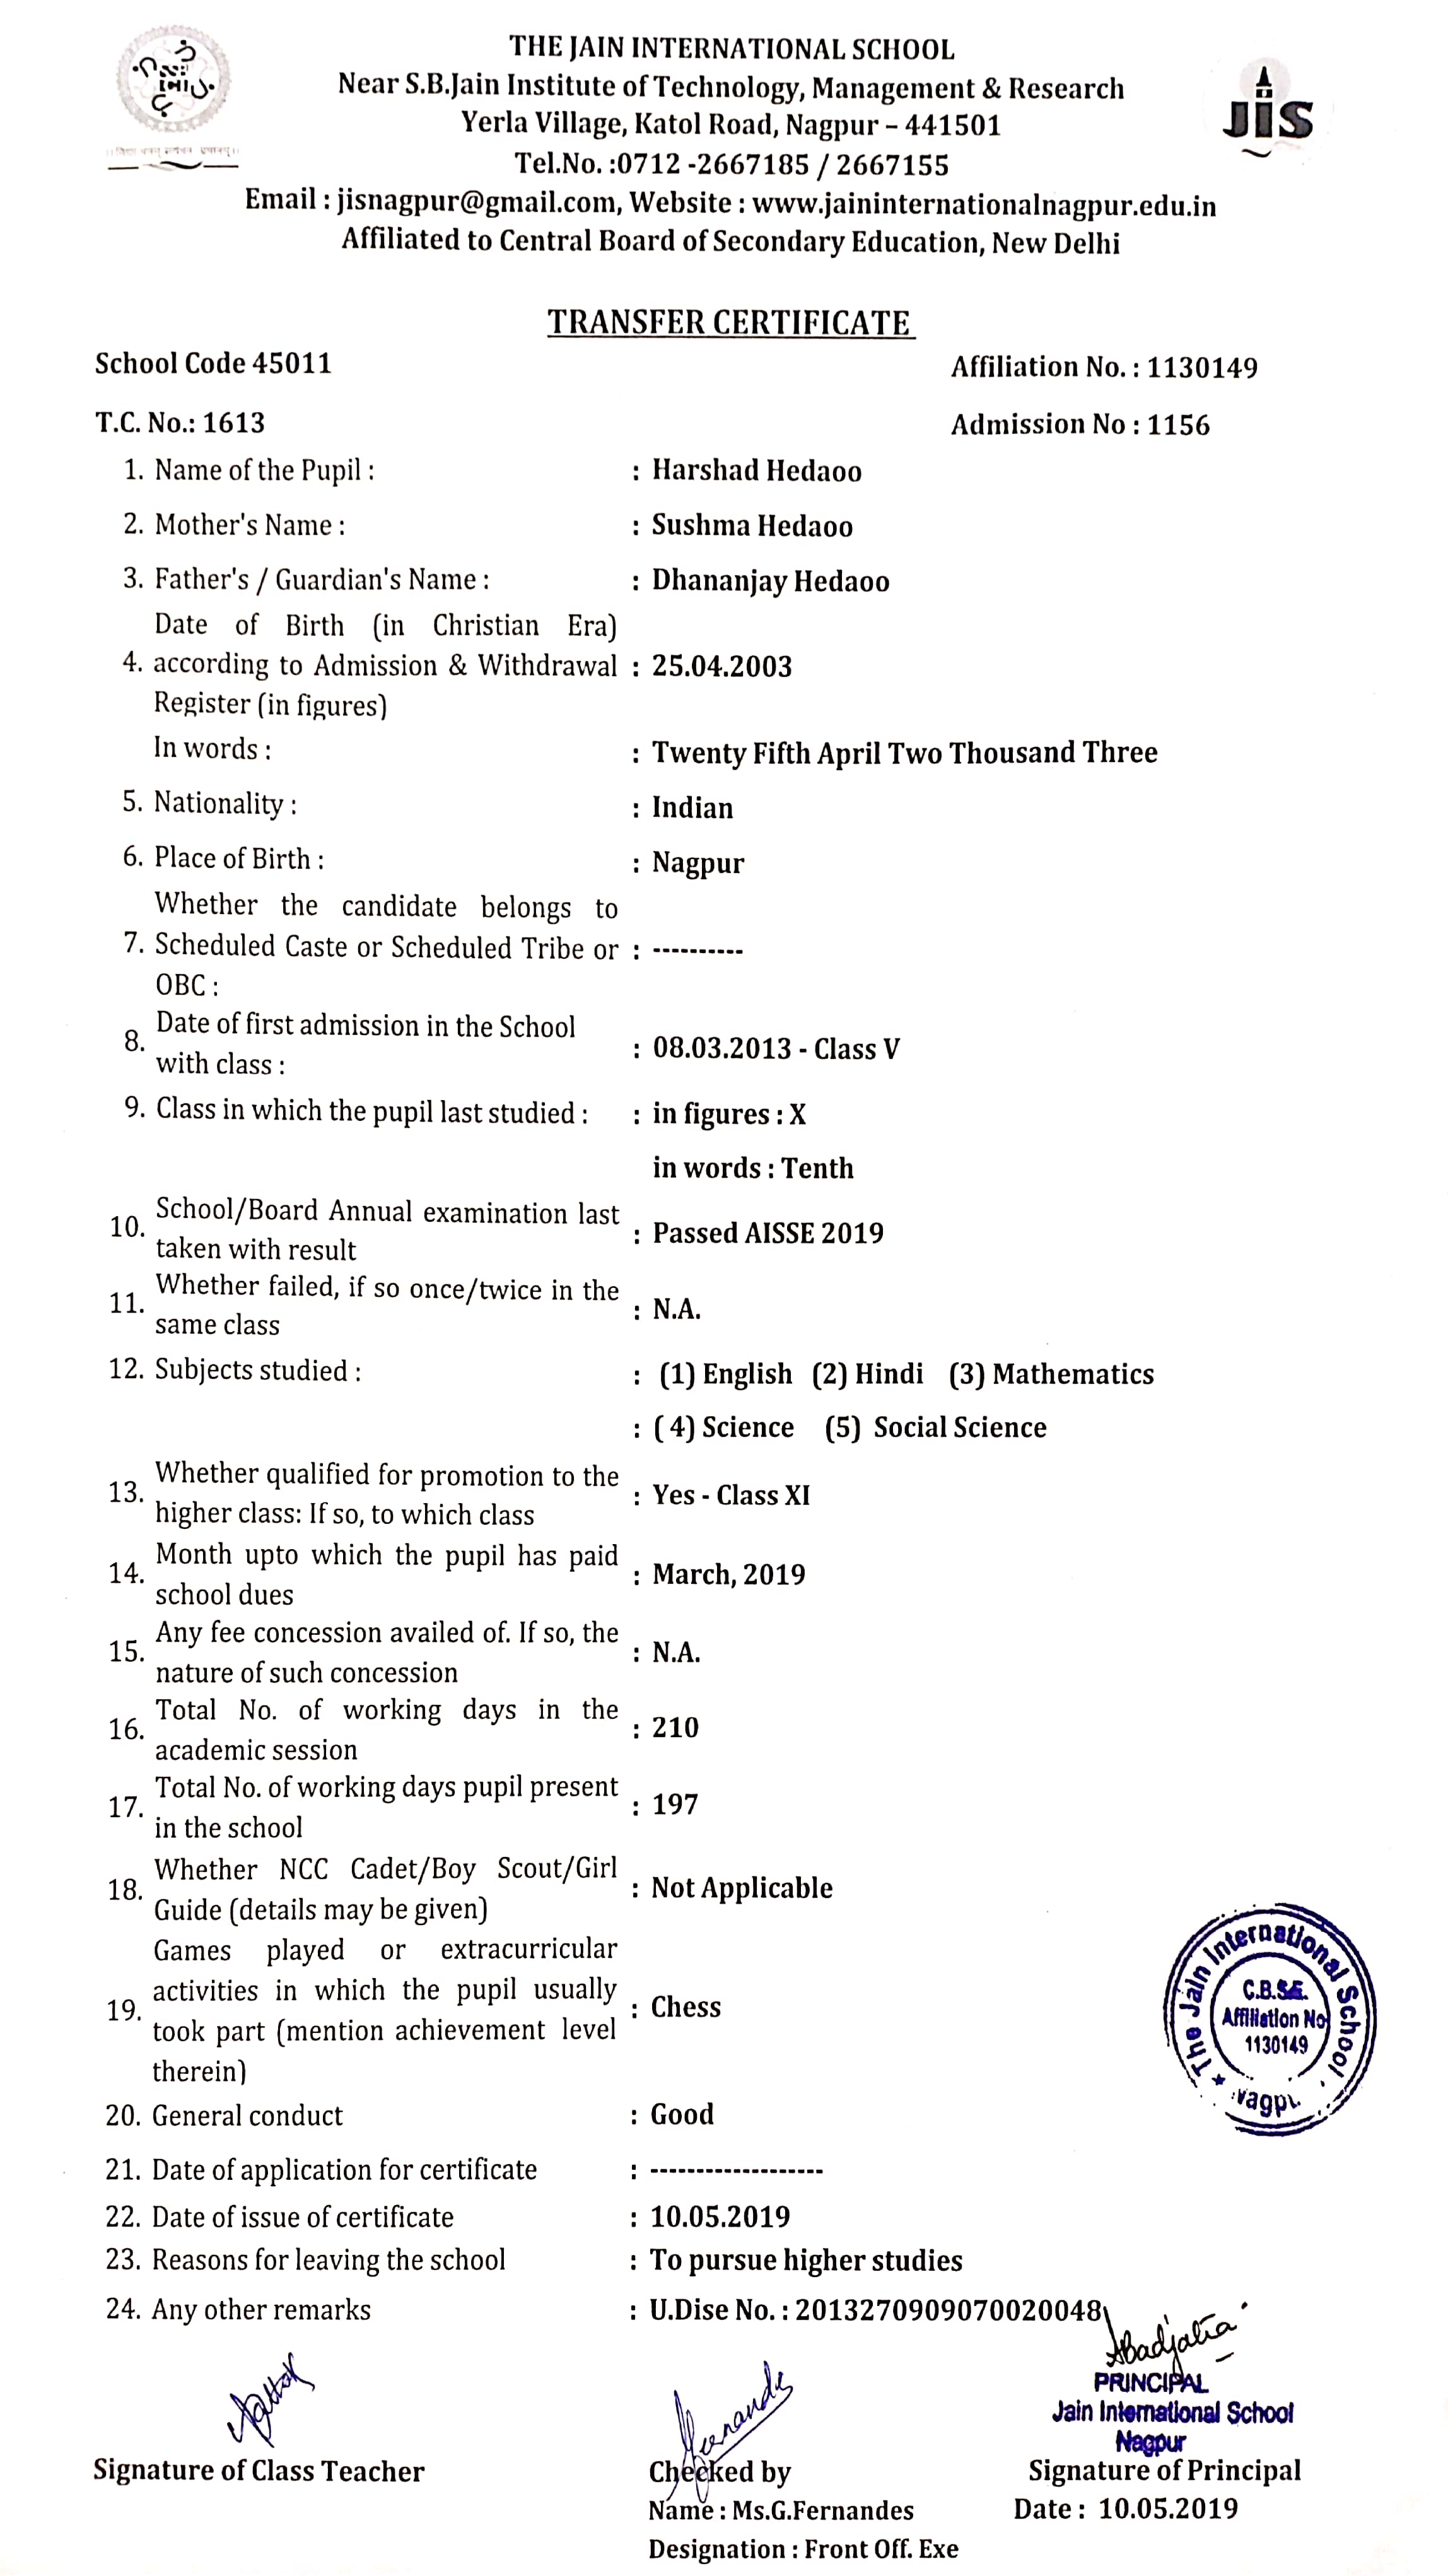 THE JAIN INTERNATIONAL SCHOOL
Near S.B.Jain Institute of Technology, Management & Research
Yerla Village, Katol Road, Nagpur – 441501
Tel.No. :0712 -2667185 / 2667155
Email : jisnagpur@gmail.com, Website : www.jaininternationalnagpur.edu.in
Affiliated to Central Board of Secondary Education, New Delhi
JIS
TRANSFER CERTIFICATE
School Code 45011 Affiliation No. : 1130149
T.C. No.: 1613 Admission No : 1156
1. Name of the Pupil : : Harshad Hedaoo
2. Mother's Name : : Sushma Hedaoo
3. Father's / Guardian's Name : : Dhananjay Hedaoo
Date of Birth (in Christian Era)
4. according to Admission & Withdrawal : 25.04.2003
Register (in figures)
In words : : Twenty Fifth April Two Thousand Three
5. Nationality : : Indian
6. Place of Birth : : Nagpur
Whether the candidate belongs to
7. Scheduled Caste or Scheduled Tribe or : ----------
OBC :
8. Date of first admission in the School
with class : : 08.03.2013 - Class V
9. Class in which the pupil last studied : : in figures : X
in words : Tenth
10. School/Board Annual examination last
taken with result : Passed AISSE 2019
11. Whether failed, if so once/twice in the
same class : N.A.
12. Subjects studied : : (1) English (2) Hindi (3) Mathematics
: ( 4) Science (5) Social Science
13. Whether qualified for promotion to the
higher class: If so, to which class : Yes - Class XI
14. Month upto which the pupil has paid
school dues : March, 2019
15. Any fee concession availed of. If so, the
nature of such concession : N.A.
16. Total No. of working days in the
academic session : 210
17. Total No. of working days pupil present
in the school : 197
18. Whether NCC Cadet/Boy Scout/Girl
Guide (details may be given) : Not Applicable
Games played or extracurricular
activities in which the pupil usually
19. took part (mention achievement level : Chess
therein)
The Jain International School
C.B.S.E.
Affiliation No
1130149
20. General conduct : Good
21. Date of application for certificate : -------------------
22. Date of issue of certificate : 10.05.2019
23. Reasons for leaving the school : To pursue higher studies
24. Any other remarks : U.Dise No. : 2013270909070020048
PRINCIPAL
Jain International School
Nagpur
Signature of Class Teacher Checked by Signature of Principal
Name : Ms.G.Fernandes Date : 10.05.2019
Designation : Front Off. Exe